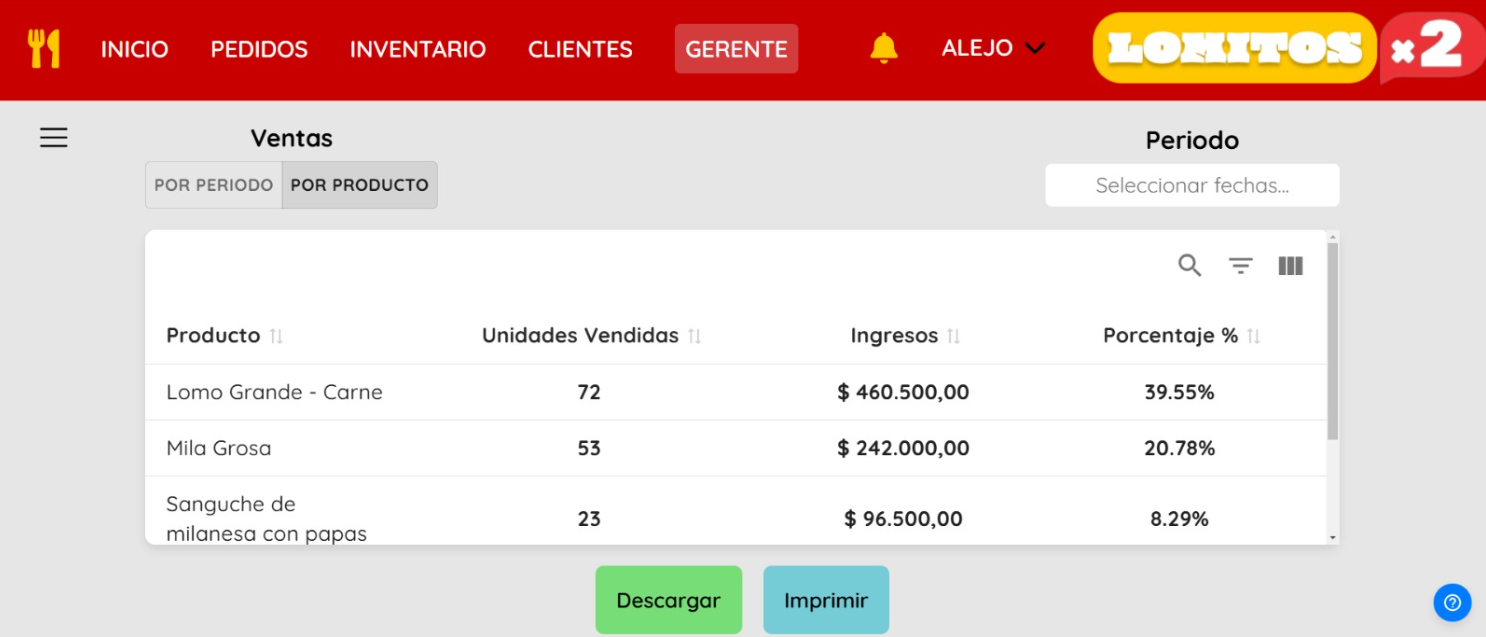 INICIO PEDIDOS INVENTARIO CLIENTES GERENTE ALEJO LOMITOS x2
Ventas Periodo
POR PERIODO POR PRODUCTO Seleccionar fechas...
Producto Unidades Vendidas Ingresos Porcentaje %
Lomo Grande - Carne 72 $ 460.500,00 39.55%
Mila Grosa 53 $ 242.000,00 20.78%
Sanguche de
milanesa con papas 23 $ 96.500,00 8.29%
Descargar Imprimir